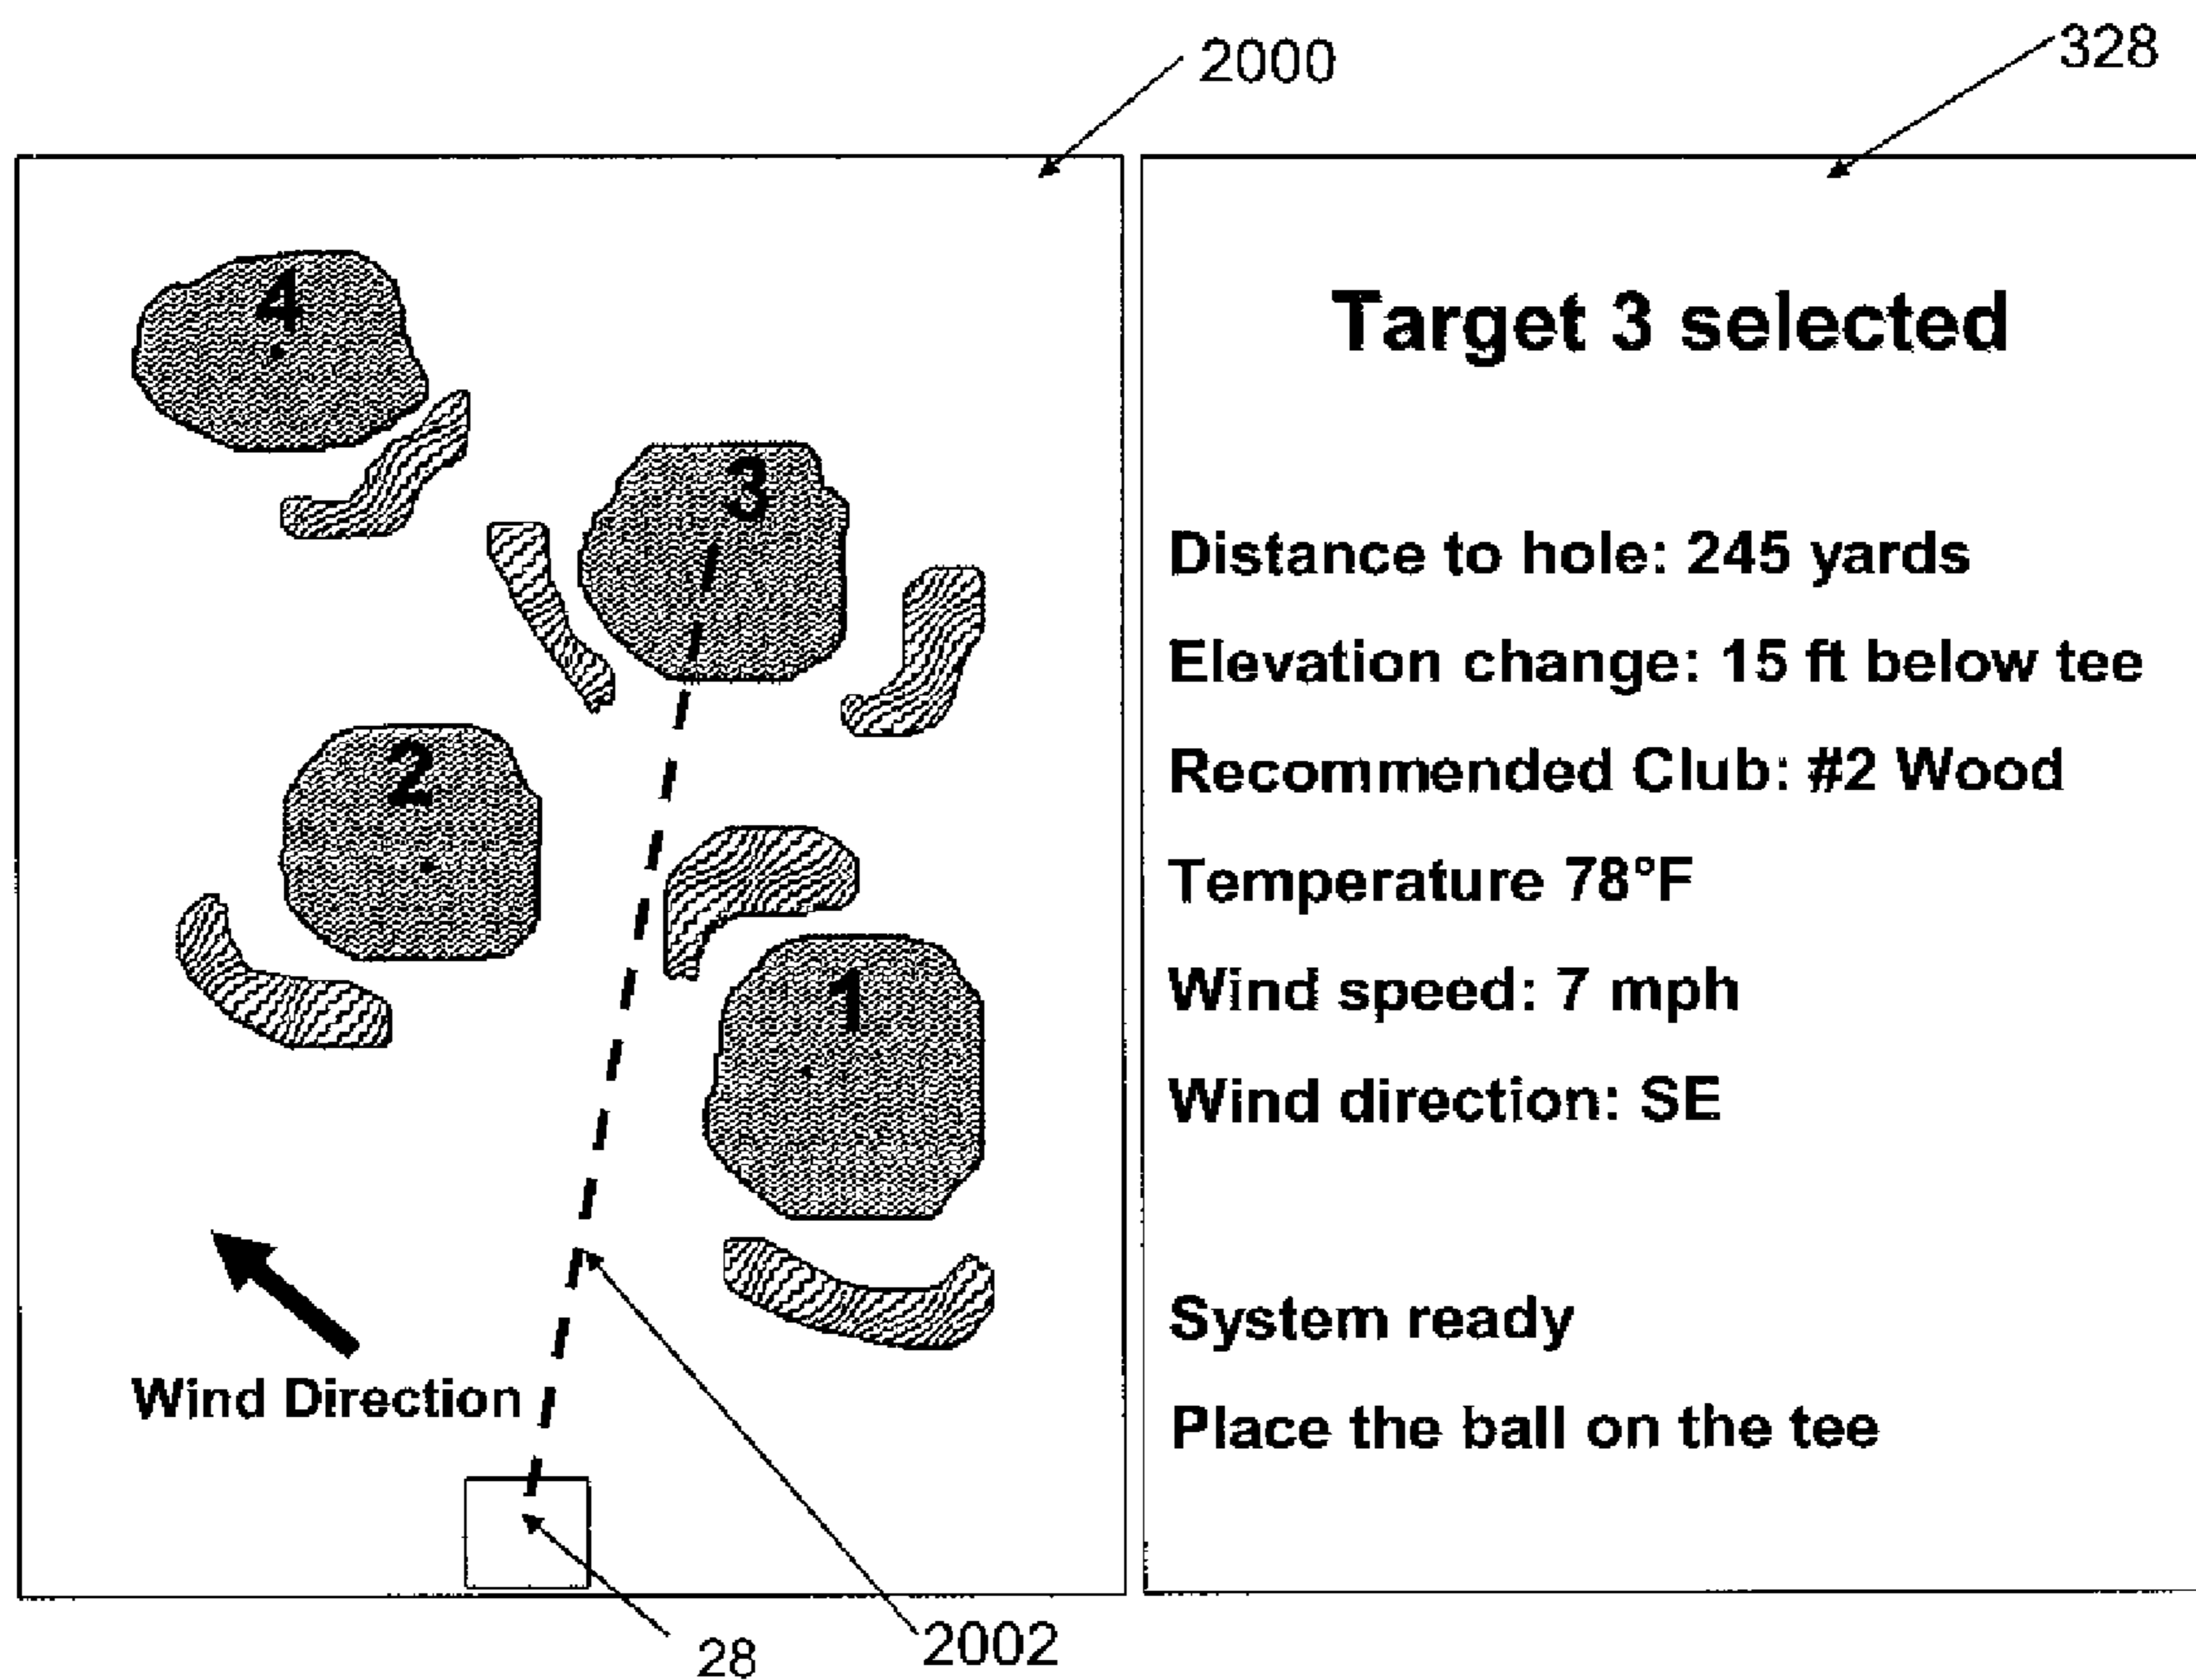 2000
328
4
3
2
1
Wind Direction
28
2002
Target 3 selected
Distance to hole: 245 yards
Elevation change: 15 ft below tee
Recommended Club: #2 Wood
Temperature 78°F
Wind speed: 7 mph
Wind direction: SE
System ready
Place the ball on the tee